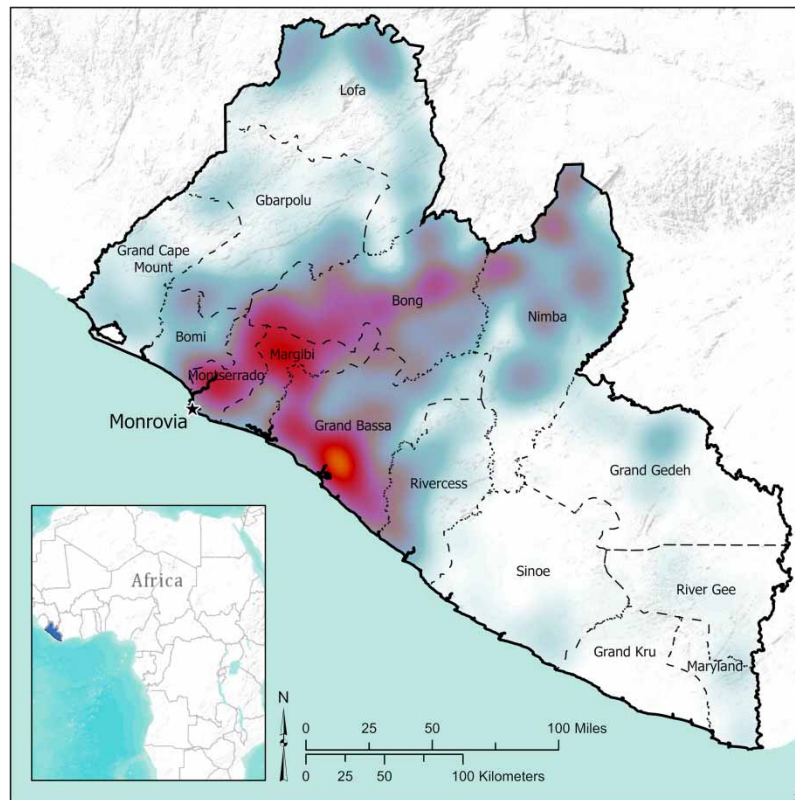 Lofa
Gbarpolu
Grand Cape
Mount
Bong
Bomi
Nimba
Margibi
Montserrado
Monrovia
Grand Bassa
Rivercess
Grand Gedeh
Sinoe
River Gee
Grand Kru
Maryland
Africa
N
0 25 50 100 Miles
0 25 50 100 Kilometers